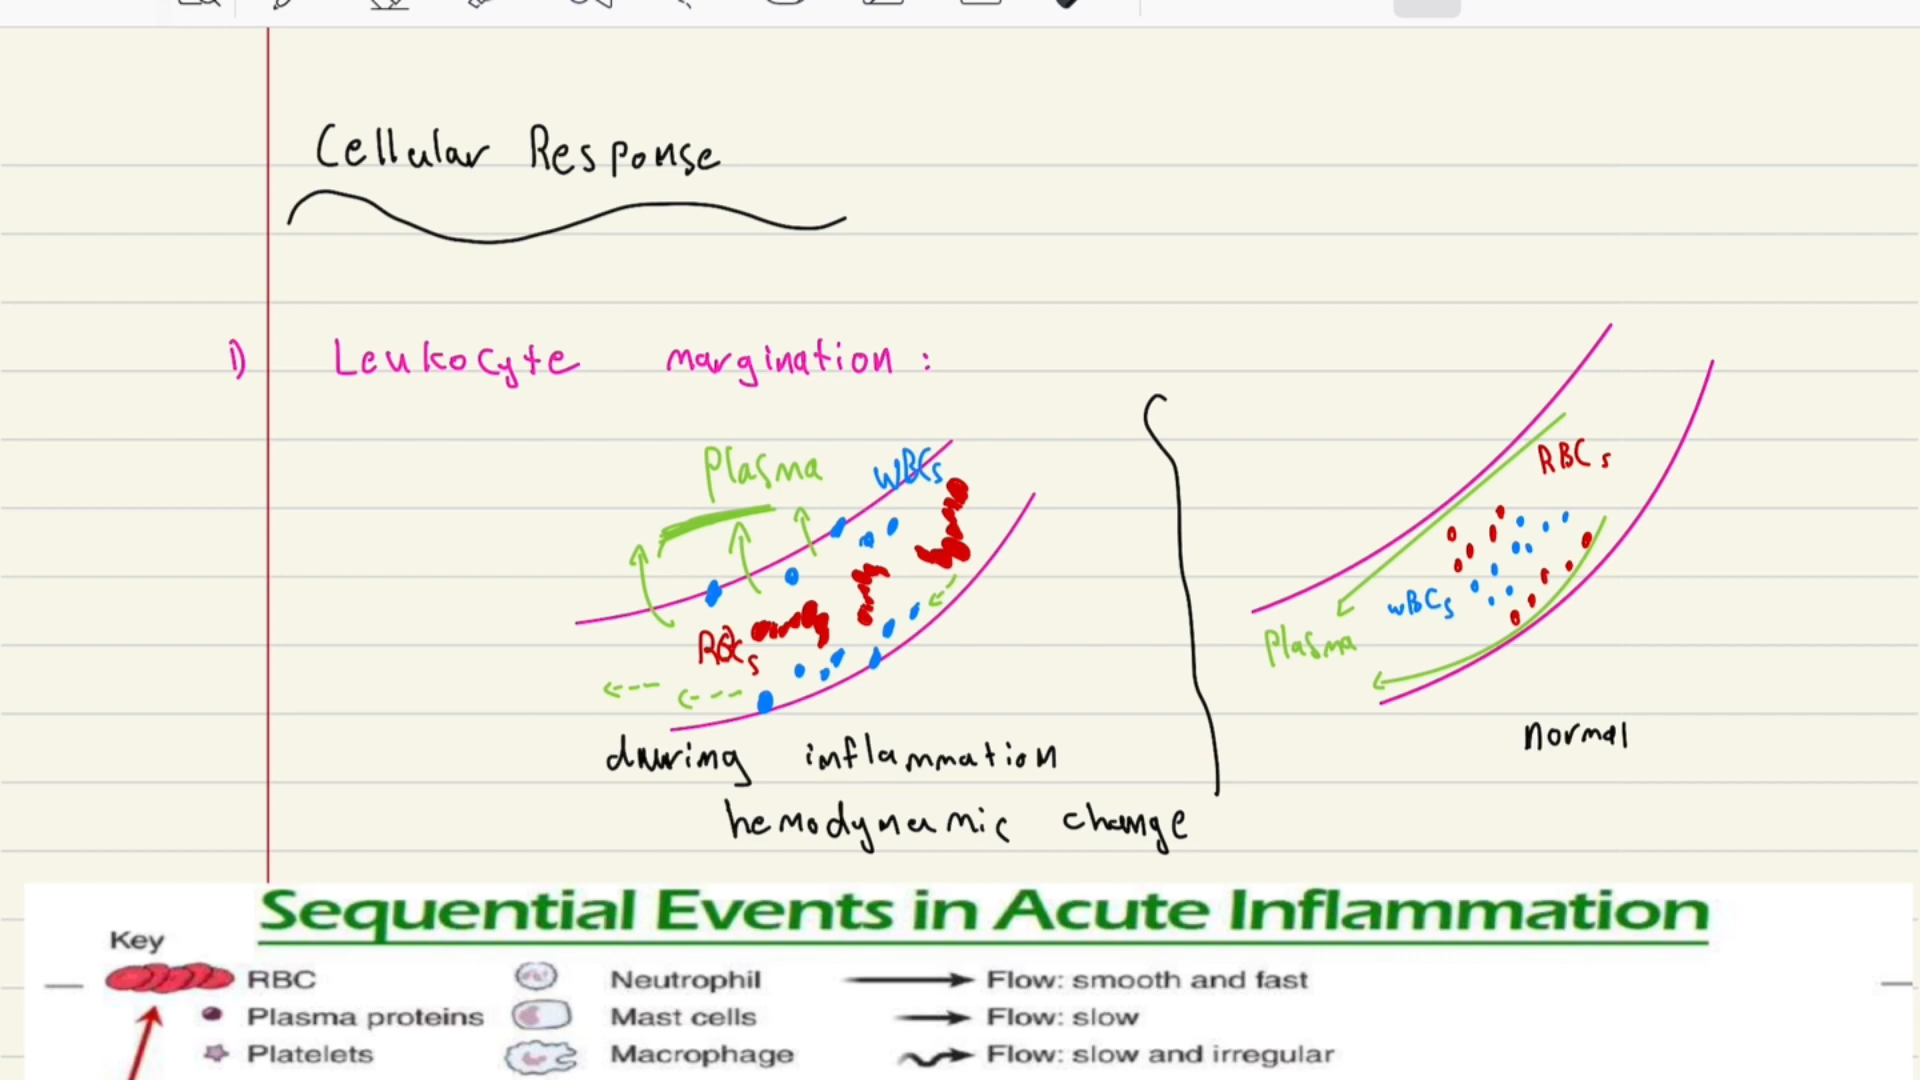 Cellular Response
1) Leukocyte margination :
Plasma
WBCs
RBCs
during inflammation
hemodynamic change
RBCs
WBCs
Plasma
normal
Sequential Events in Acute Inflammation
Key
RBC
Plasma proteins
Platelets
Neutrophil
Mast cells
Macrophage
Flow: smooth and fast
Flow: slow
Flow: slow and irregular